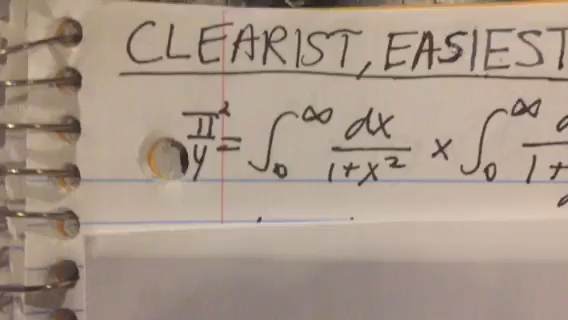 CLEARIST, EASIEST
π²/4 = ∫₀^∞ dx/(1+x²) x ∫₀^∞